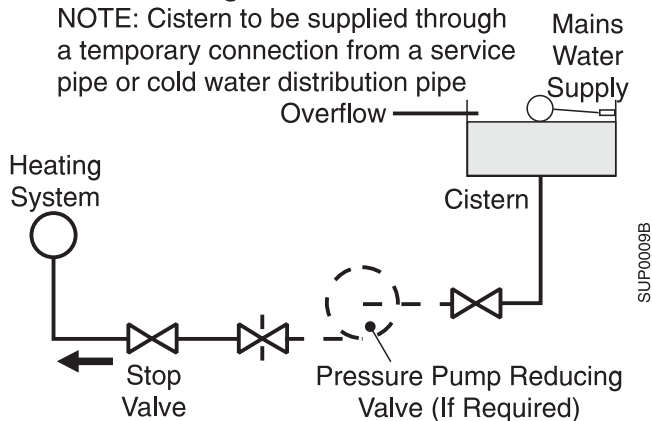 NOTE: Cistern to be supplied through
a temporary connection from a service
pipe or cold water distribution pipe
Mains
Water
Supply
Overflow
Heating
System
Cistern
SUP0009B
Stop
Valve
Pressure Pump Reducing
Valve (If Required)